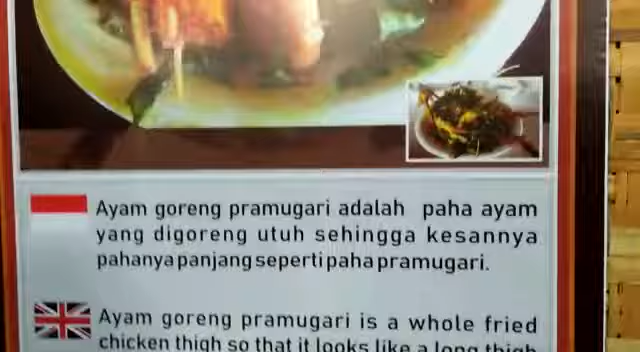 Ayam goreng pramugari adalah paha ayam
yang digoreng utuh sehingga kesannya
pahanya panjang seperti paha pramugari.
Ayam goreng pramugari is a whole fried
chicken thigh so that it looks like a long thigh